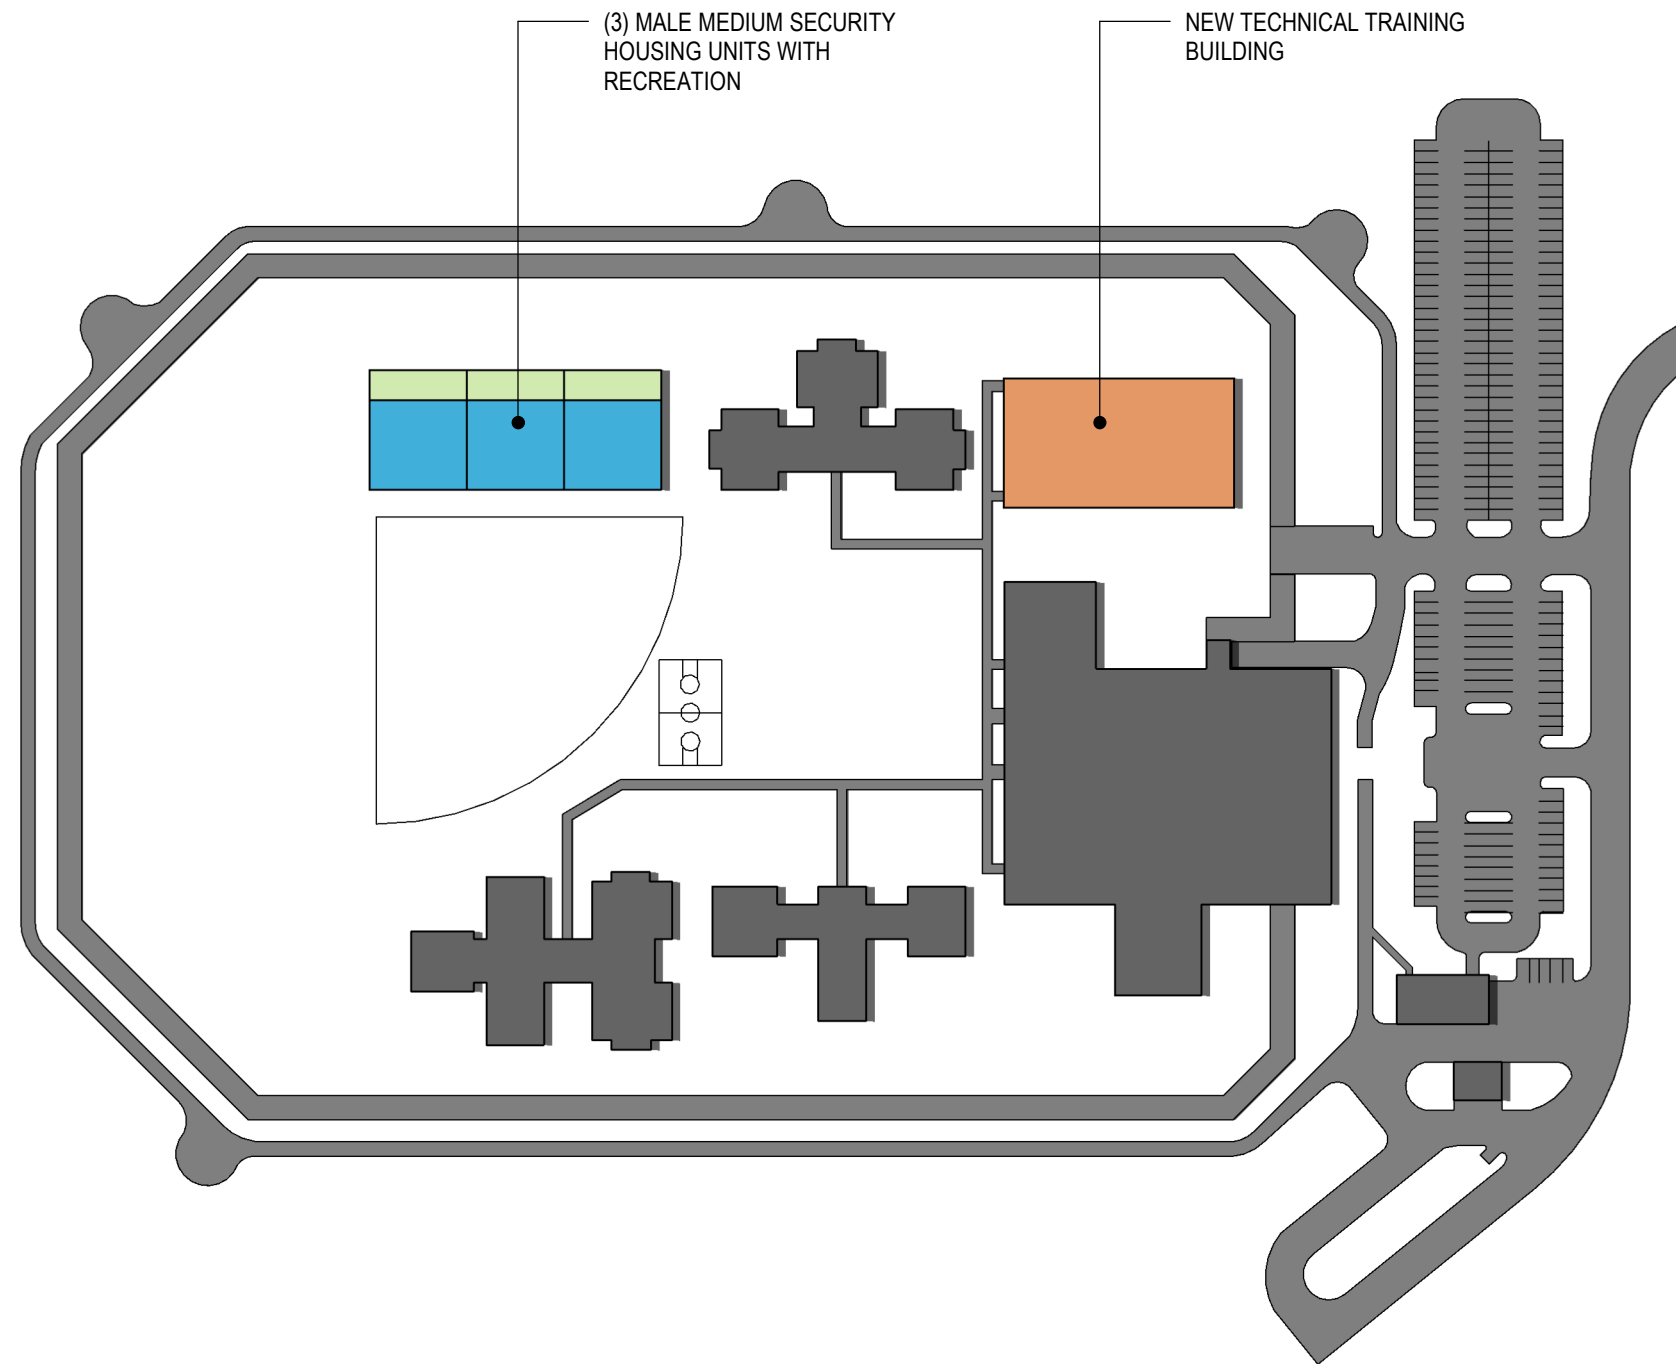 (3) MALE MEDIUM SECURITY
HOUSING UNITS WITH
RECREATION
NEW TECHNICAL TRAINING
BUILDING